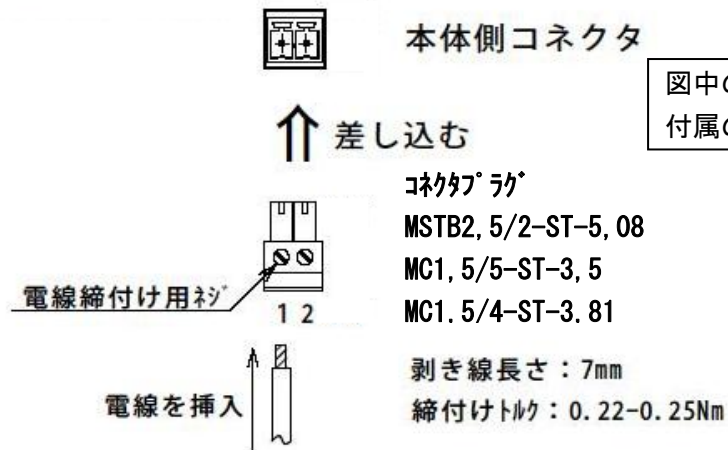 本体側コネクタ
図中の
付属の
差し込む
コネクタプラグ
MSTB2,5/2-ST-5,08
MC1,5/5-ST-3,5
MC1.5/4-ST-3.81
電線締付け用ネジ
1 2
電線を挿入
剥き線長さ:7mm
締付けトルク:0.22-0.25Nm